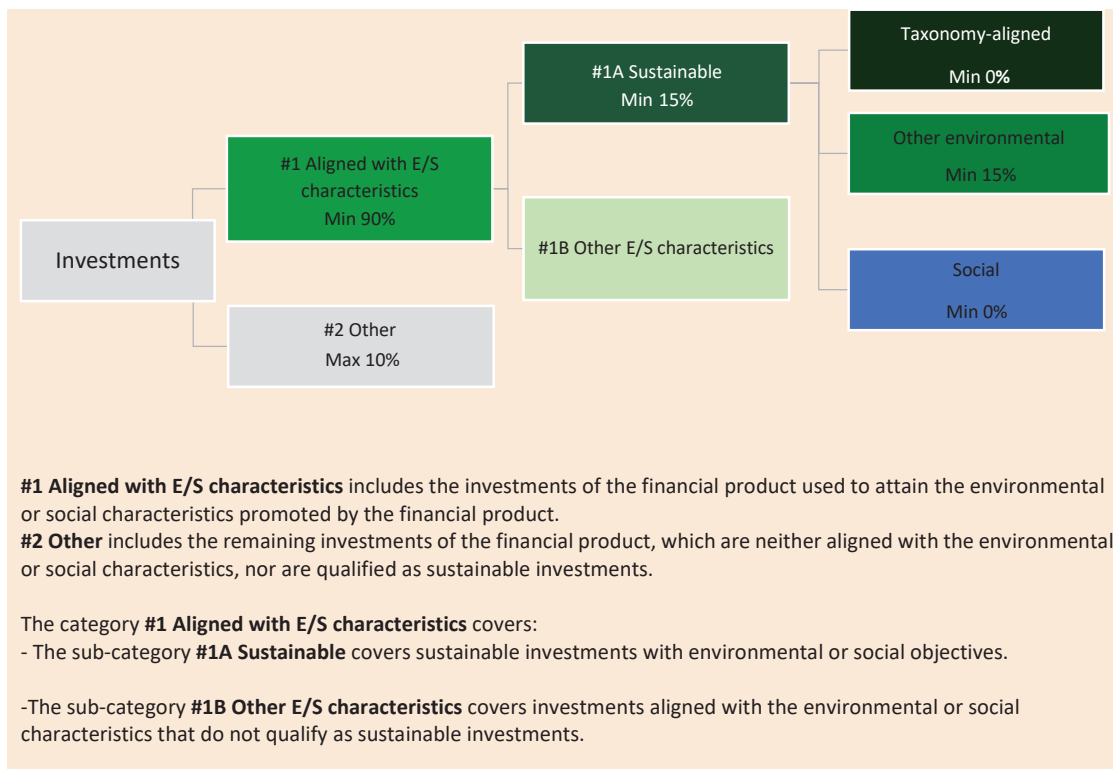 Taxonomy-aligned
Min 0%
#1A Sustainable
Min 15%
Other environmental
Min 15%
#1 Aligned with E/S
characteristics
Min 90%
#1B Other E/S characteristics
Investments
Social
Min 0%
#2 Other
Max 10%
#1 Aligned with E/S characteristics includes the investments of the financial product used to attain the environmental
or social characteristics promoted by the financial product.
#2 Other includes the remaining investments of the financial product, which are neither aligned with the environmental
or social characteristics, nor are qualified as sustainable investments.
The category #1 Aligned with E/S characteristics covers:
- The sub-category #1A Sustainable covers sustainable investments with environmental or social objectives.
-The sub-category #1B Other E/S characteristics covers investments aligned with the environmental or social
characteristics that do not qualify as sustainable investments.